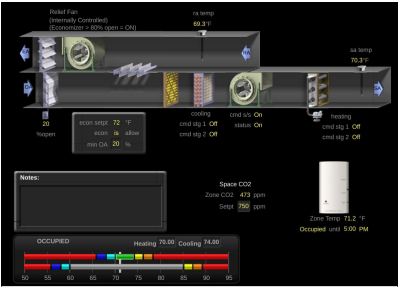 Relief Fan
(Internally Controlled)
(Economizer > 80% open = ON)
ra temp
69.3°F
sa temp
70.3°F
20
%open
econ setpt 72 °F
econ is allow
min OA 20 %
cooling
cmd stg 1 Off
cmd stg 2 Off
cmd s/s On
status On
heating
cmd stg 1 Off
cmd stg 2 Off
Notes:
Space CO2
Zone CO2 473 ppm
Setpt 750 ppm
Zone Temp 71.2 °F
Occupied until 5:00 PM
OCCUPIED
Heating 70.00 Cooling 74.00
50 55 60 65 70 75 80 85 90 95